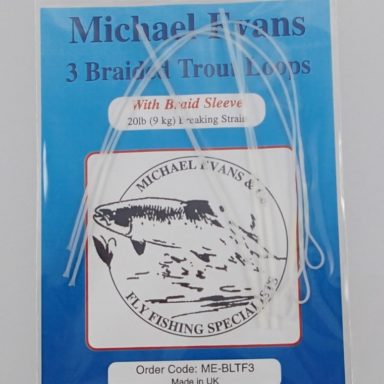 Michael Evans
3 Braided Trout Loops
With Braid Sleeve
20lb (9 kg) Breaking Strain
MICHAEL EVANS &
FLY FISHING SPECIALISTS
Order Code: ME-BLTF3
Made in UK